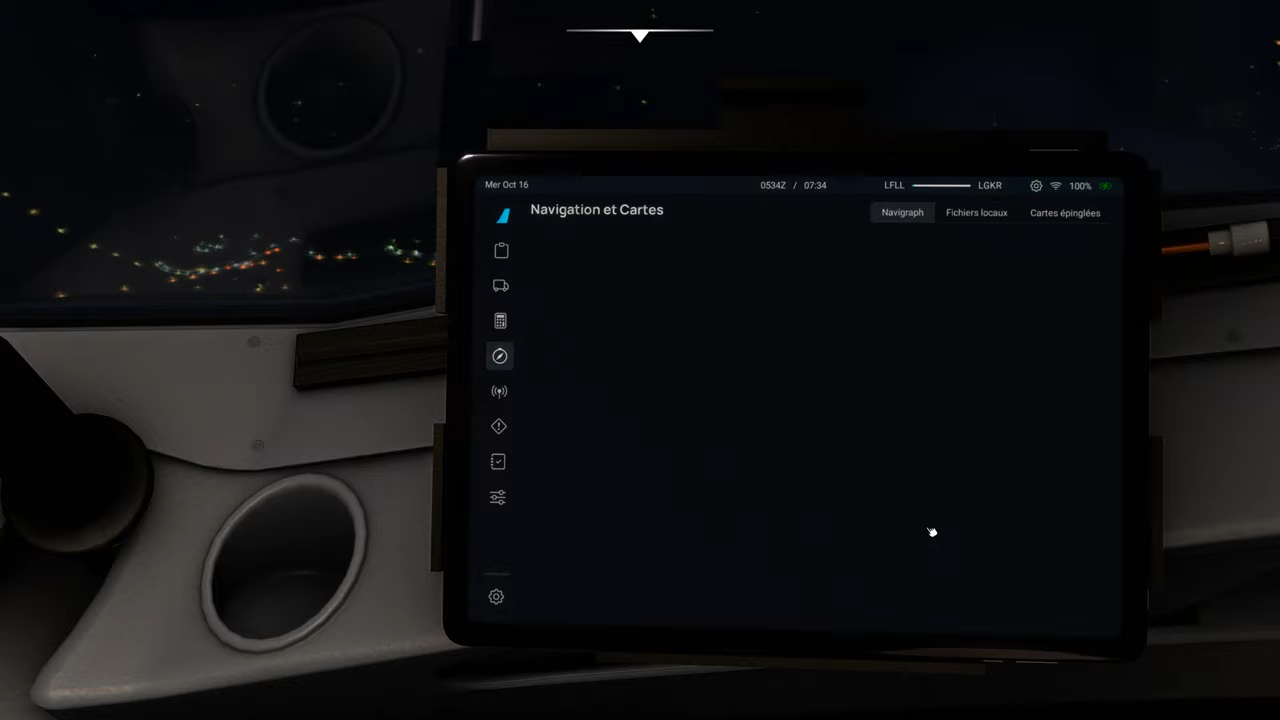 Mer Oct 16
0534Z / 07:34
LFLL
LGKR
100%
Navigation et Cartes
Navigraph
Fichiers locaux
Cartes épinglées